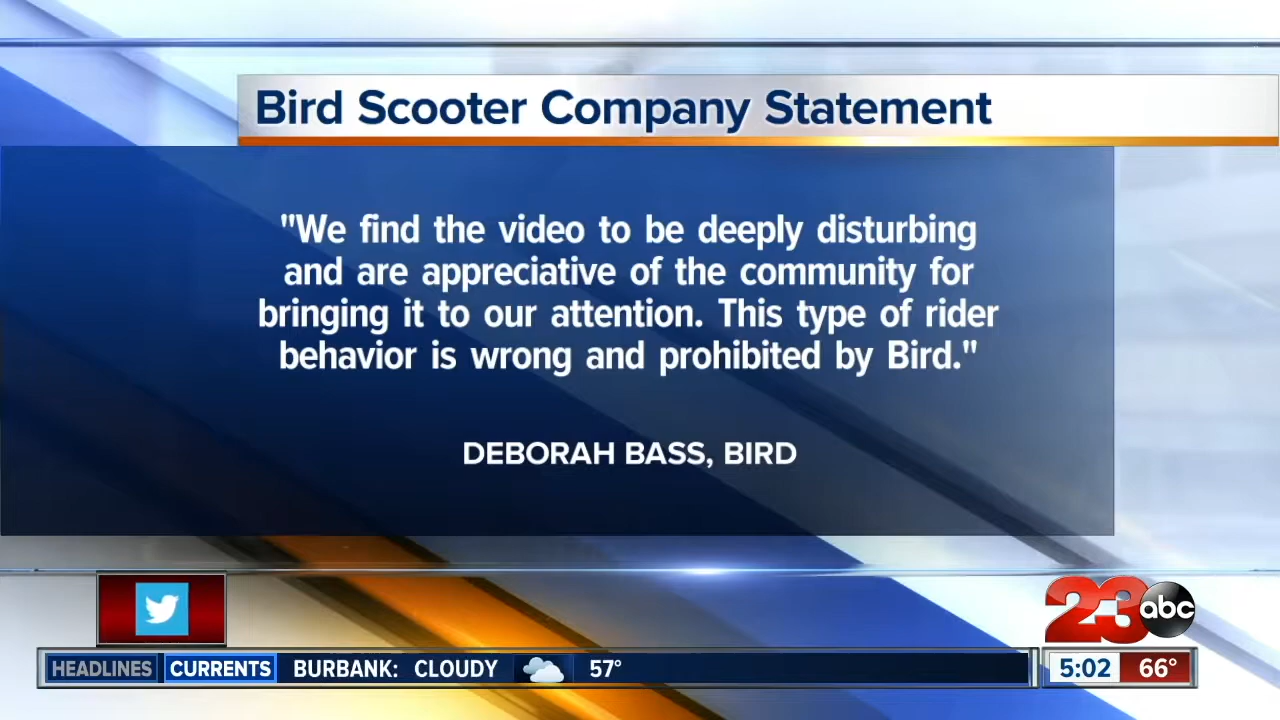 Bird Scooter Company Statement
"We find the video to be deeply disturbing
and are appreciative of the community for
bringing it to our attention. This type of rider
behavior is wrong and prohibited by Bird."
DEBORAH BASS, BIRD
23 abc
HEADLINES CURRENTS BURBANK: CLOUDY 57° 5:02 66°